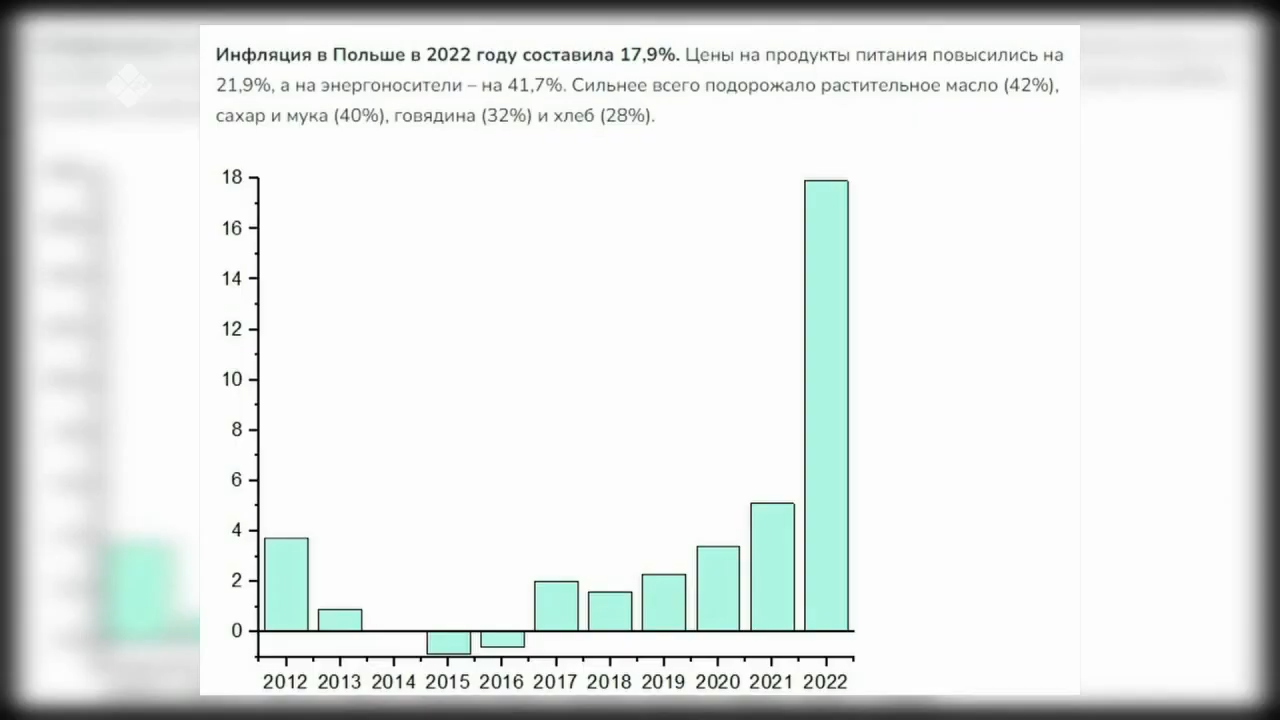 Инфляция в Польше в 2022 году составила 17,9%. Цены на продукты питания повысились на
21,9%, а на энергоносители – на 41,7%. Сильнее всего подорожало растительное масло (42%),
сахар и мука (40%), говядина (32%) и хлеб (28%).
18
16
14
12
10
8
6
4
2
0
2012 2013 2014 2015 2016 2017 2018 2019 2020 2021 2022